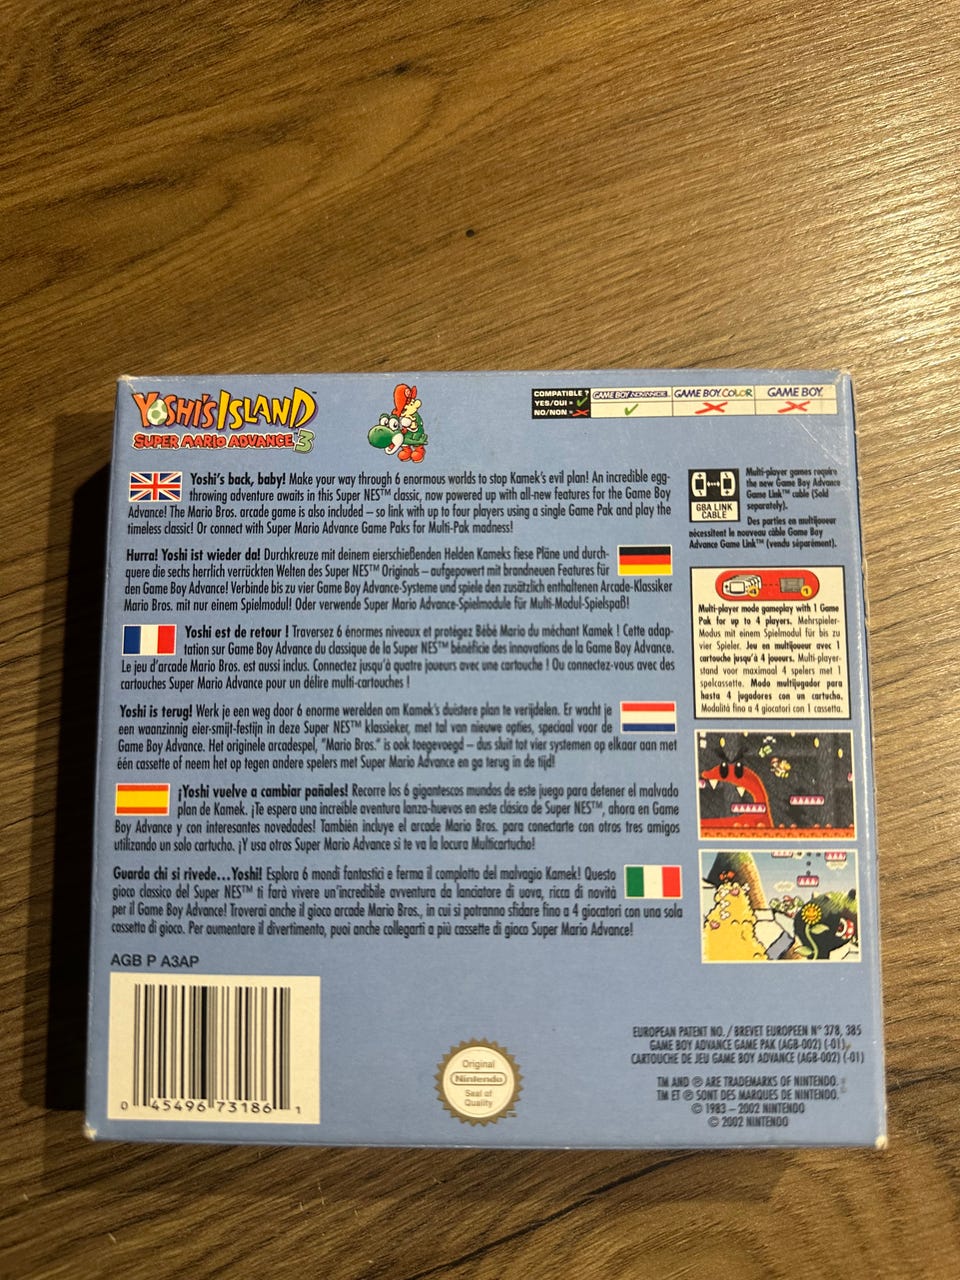 YOSHI'S ISLAND™
SUPER MARIO ADVANCE 3
COMPATIBLE ?
YES/OUI = ✓
NO/NON = ✗
GAME BOY ADVANCE
GAME BOY COLOR
GAME BOY
Yoshi's back, baby! Make your way through 6 enormous worlds to stop Kamek's evil plan! An incredible egg-
throwing adventure awaits in this Super NES™ classic, now powered up with all-new features for the Game Boy
Advance! The Mario Bros. arcade game is also included – so link with up to four players using a single Game Pak and play the
timeless classic! Or connect with Super Mario Advance Game Paks for Multi-Pak madness!
Hurra! Yoshi ist wieder da! Durchkreuze mit deinem eierschießenden Helden Kameks fiese Pläne und durch-
quere die sechs herrlich verrückten Welten des Super NES™ Originals – aufgepowert mit brandneuen Features für
den Game Boy Advance! Verbinde bis zu vier Game Boy Advance-Systeme und spiele den zusätzlich enthaltenen Arcade-Klassiker
Mario Bros. mit nur einem Spielmodul! Oder verwende Super Mario Advance-Spielmodule für Multi-Modul-Spielspaß!
Yoshi est de retour ! Traversez 6 énormes niveaux et protégez Bébé Mario du méchant Kamek ! Cette adap-
tation sur Game Boy Advance du classique de la Super NES™ bénéficie des innovations de la Game Boy Advance.
Le jeu d'arcade Mario Bros. est aussi inclus. Connectez jusqu'à quatre joueurs avec une cartouche ! Ou connectez-vous avec des
cartouches Super Mario Advance pour un délire multi-cartouches !
Yoshi is terug! Werk je een weg door 6 enorme werelden om Kamek's duistere plan te verijdelen. Er wacht je
een waanzinnig eier-smijt-festijn in deze Super NES™ klassieker, met tal van nieuwe opties, speciaal voor de
Game Boy Advance. Het originele arcadespel, "Mario Bros." is ook toegevoegd – dus sluit tot vier systemen op elkaar aan met
één cassette of neem het op tegen andere spelers met Super Mario Advance en ga terug in de tijd!
¡Yoshi vuelve a cambiar pañales! Recorre los 6 gigantescos mundos de este juego para detener el malvado
plan de Kamek. ¡Te espera una increíble aventura lanza-huevos en este clásico de Super NES™, ahora en Game
Boy Advance y con interesantes novedades! También incluye el arcade Mario Bros. para conectarte con otros tres amigos
utilizando un solo cartucho. ¡Y usa otros Super Mario Advance si te va la locura Multicartucho!
Guarda chi si rivede...Yoshi! Esplora 6 mondi fantastici e ferma il complotto del malvagio Kamek! Questo
gioco classico del Super NES™ ti farà vivere un'incredibile avventura da lanciatore di uova, ricca di novità
per il Game Boy Advance! Troverai anche il gioco arcade Mario Bros., in cui si potranno sfidare fino a 4 giocatori con una sola
cassetta di gioco. Per aumentare il divertimento, puoi anche collegarti a più cassette di gioco Super Mario Advance!
GBA LINK
CABLE
Multi-player games require
the new Game Boy Advance
Game Link™ cable (Sold
separately).
Des parties en multijoueur
nécessitent le nouveau câble Game Boy
Advance Game Link™ (vendu séparément).
4
1
Multi-player mode gameplay with 1 Game
Pak for up to 4 players. Mehrspieler-
Modus mit einem Spielmodul für bis zu
vier Spieler. Jeu en multijoueur avec 1
cartouche jusqu'à 4 joueurs. Multi-player-
stand voor maximaal 4 spelers met 1
spelcassette. Modo multijugador para
hasta 4 jugadores con un cartucho.
Modalità fino a 4 giocatori con 1 cassetta.
AGB P A3AP
0 45496 73186 1
Original
Nintendo
Seal of
Quality
EUROPEAN PATENT NO. / BREVET EUROPEEN N° 378, 385
GAME BOY ADVANCE GAME PAK (AGB-002) (-01),
CARTOUCHE DE JEU GAME BOY ADVANCE (AGB-002) (-01)
TM AND ® ARE TRADEMARKS OF NINTENDO.
TM ET ® SONT DES MARQUES DE NINTENDO.
© 1983 – 2002 NINTENDO
© 2002 NINTENDO